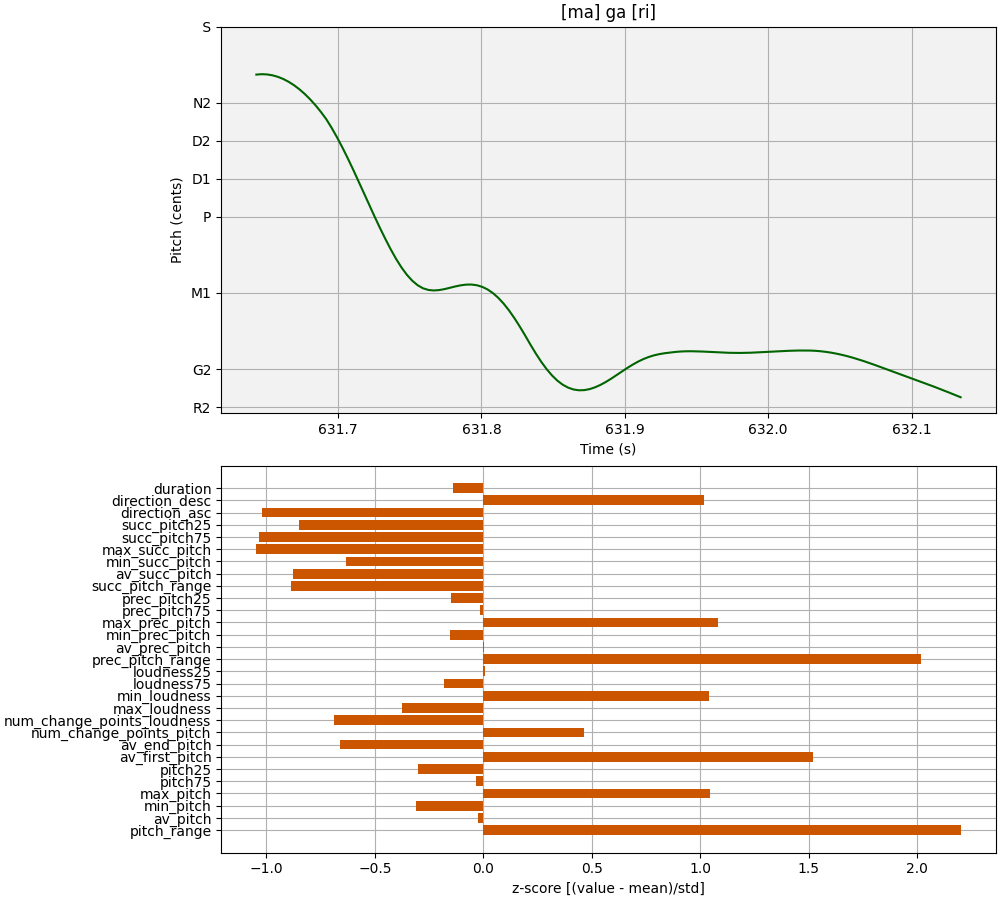 [ma] ga [ri]
S
N2
D2
D1
P
M1
G2
R2
Pitch (cents)
631.7 631.8 631.9 632.0 632.1
Time (s)
duration
direction_desc
direction_asc
succ_pitch25
succ_pitch75
max_succ_pitch
min_succ_pitch
av_succ_pitch
succ_pitch_range
prec_pitch25
prec_pitch75
max_prec_pitch
min_prec_pitch
av_prec_pitch
prec_pitch_range
loudness25
loudness75
min_loudness
max_loudness
num_change_points_loudness
num_change_points_pitch
av_end_pitch
av_first_pitch
pitch25
pitch75
max_pitch
min_pitch
av_pitch
pitch_range
−1.0 −0.5 0.0 0.5 1.0 1.5 2.0
z-score [(value - mean)/std]